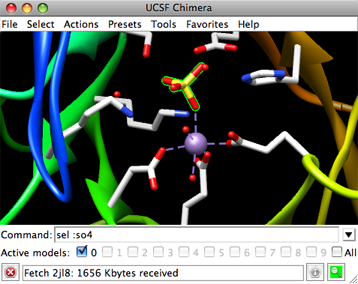 UCSF Chimera
File Select Actions Presets Tools Favorites Help
Command: sel :so4
Active models: 0 1 2 3 4 5 6 7 8 9 All
Fetch 2jl8: 1656 Kbytes received